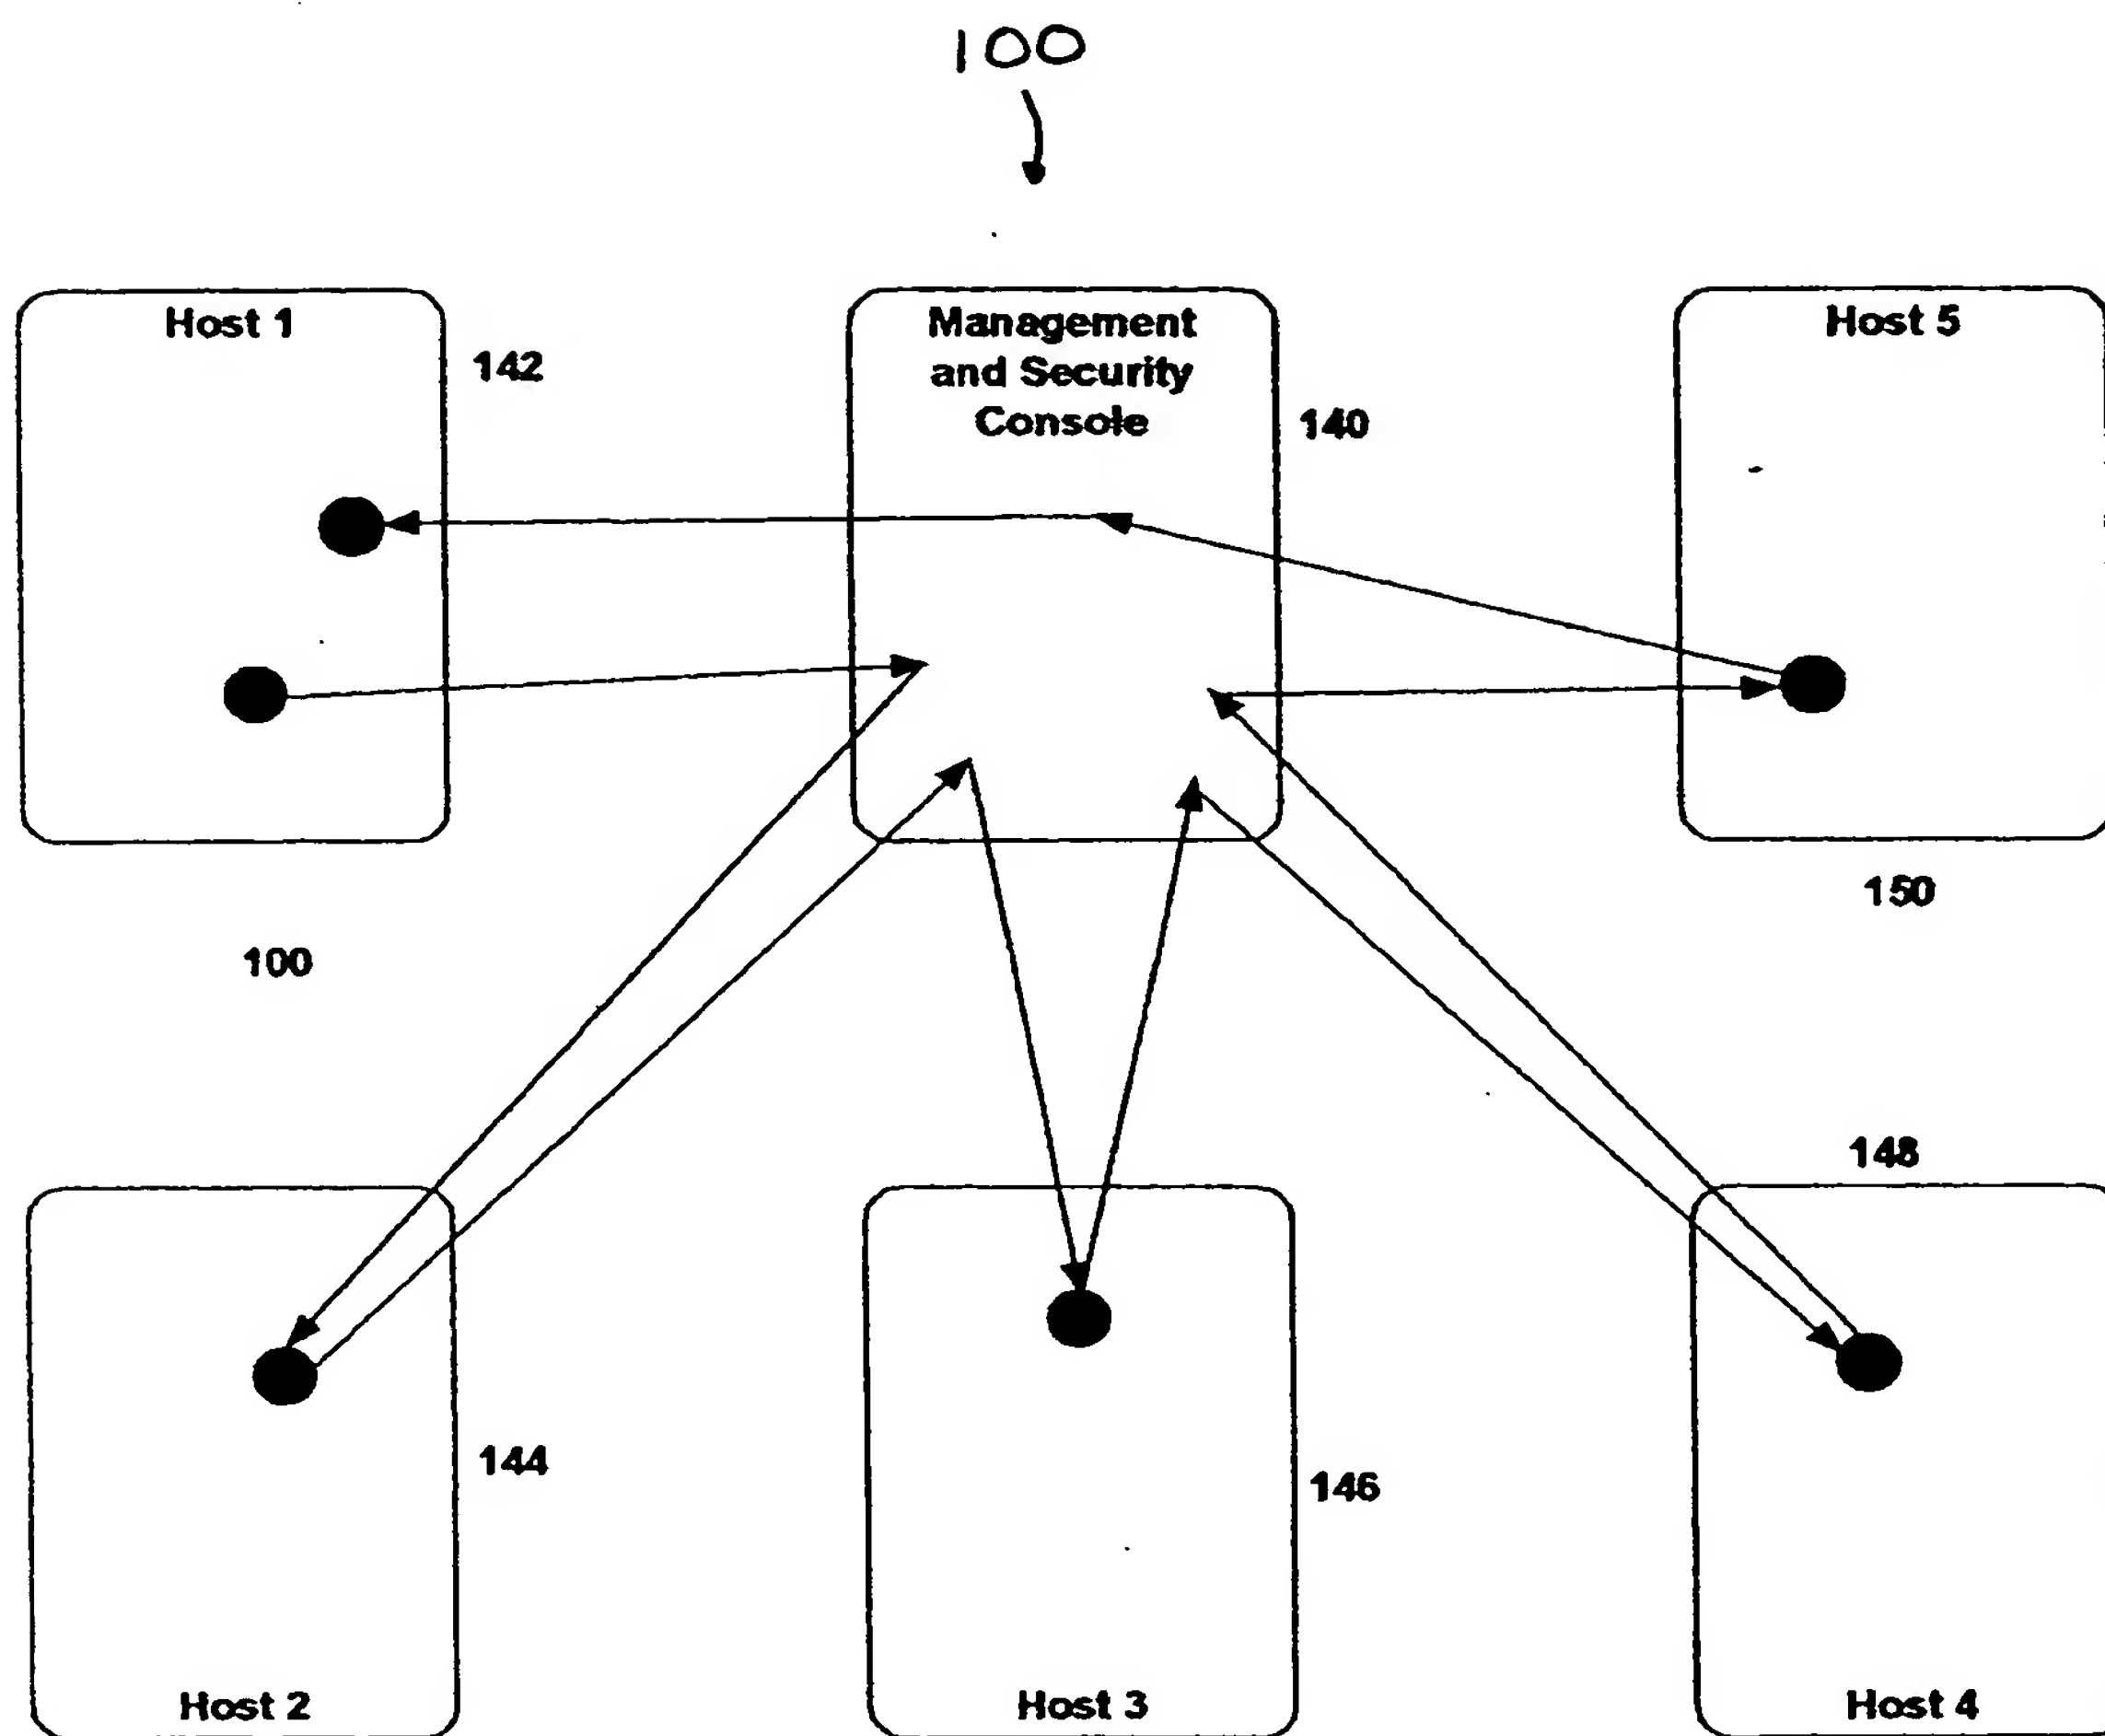 100
Host 1
142
Management
and Security
Console
140
Host 5
150
100
148
144
146
Host 2
Host 3
Host 4